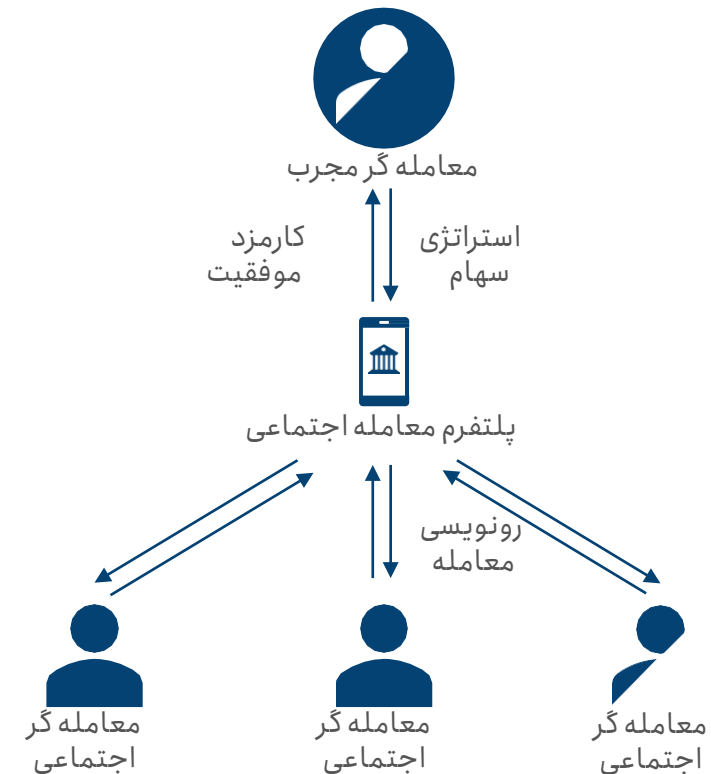 معامله گر مجرب
استراتژی
سهام
کارمزد
موفقیت
پلتفرم معامله اجتماعی
رونویسی
معامله
معامله گر
اجتماعی
معامله گر
اجتماعی
معامله گر
اجتماعی